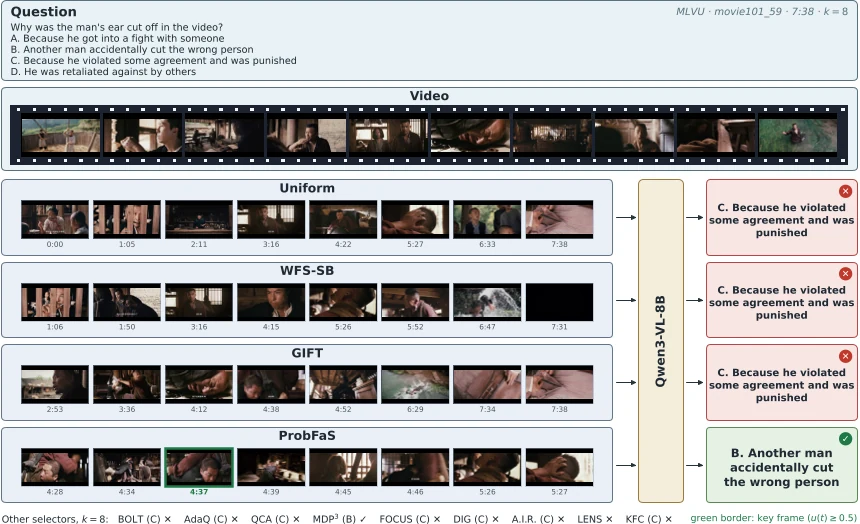 Question
MLVU · movie101_59 · 7:38 · k = 8
Why was the man's ear cut off in the video?
A. Because he got into a fight with someone
B. Another man accidentally cut the wrong person
C. Because he violated some agreement and was punished
D. He was retaliated against by others
Video
Uniform
0:00 1:05 2:11 3:16 4:22 5:27 6:33 7:38
C. Because he violated
some agreement and was
punished
WFS-SB
1:06 1:50 3:16 4:15 5:26 5:52 6:47 7:31
C. Because he violated
some agreement and was
punished
Qwen3-VL-8B
GIFT
2:53 3:36 4:12 4:38 4:52 6:29 7:34 7:38
C. Because he violated
some agreement and was
punished
ProbFaS
4:28 4:34 4:37 4:39 4:45 4:46 5:26 5:27
B. Another man
accidentally cut
the wrong person
Other selectors, k = 8: BOLT (C) × AdaQ (C) × QCA (C) × MDP³ (B) ✓ FOCUS (C) × DIG (C) × A.I.R. (C) × LENS × KFC (C) ×
green border: key frame (u(t) ≥ 0.5)